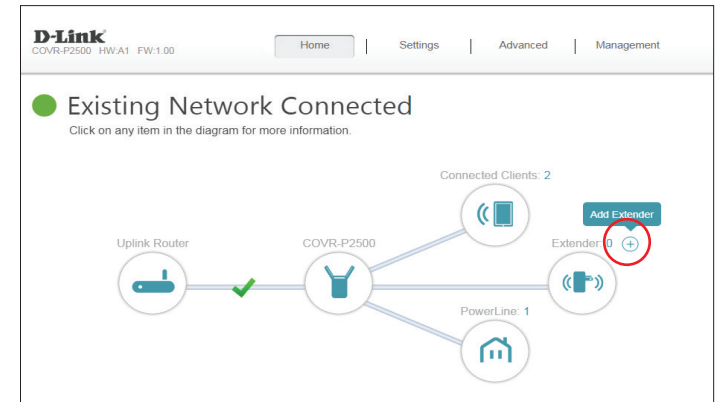 D-Link
COVR-P2500 HW:A1 FW:1.00
Home
Settings
Advanced
Management
Existing Network Connected
Click on any item in the diagram for more information.
Connected Clients: 2
Add Extender
Uplink Router
COVR-P2500
Extender: 0
PowerLine: 1